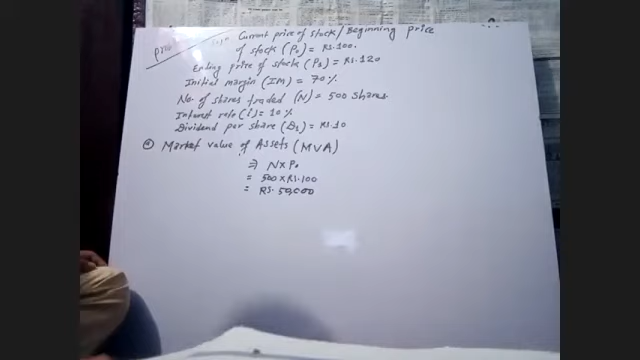 Current price of stock/Beginning price
of stock (P₀) = Rs.100.
Ending price of stock (P₁) = Rs.120
Initial margin (IM) = 70%
No. of shares traded (N) = 500 shares
Interest rate (i) = 10%
Dividend per share (D₁) = Rs.10
Market value of Assets (MVA)
⇒ N×P₀
= 500×Rs.100
= Rs.50,000